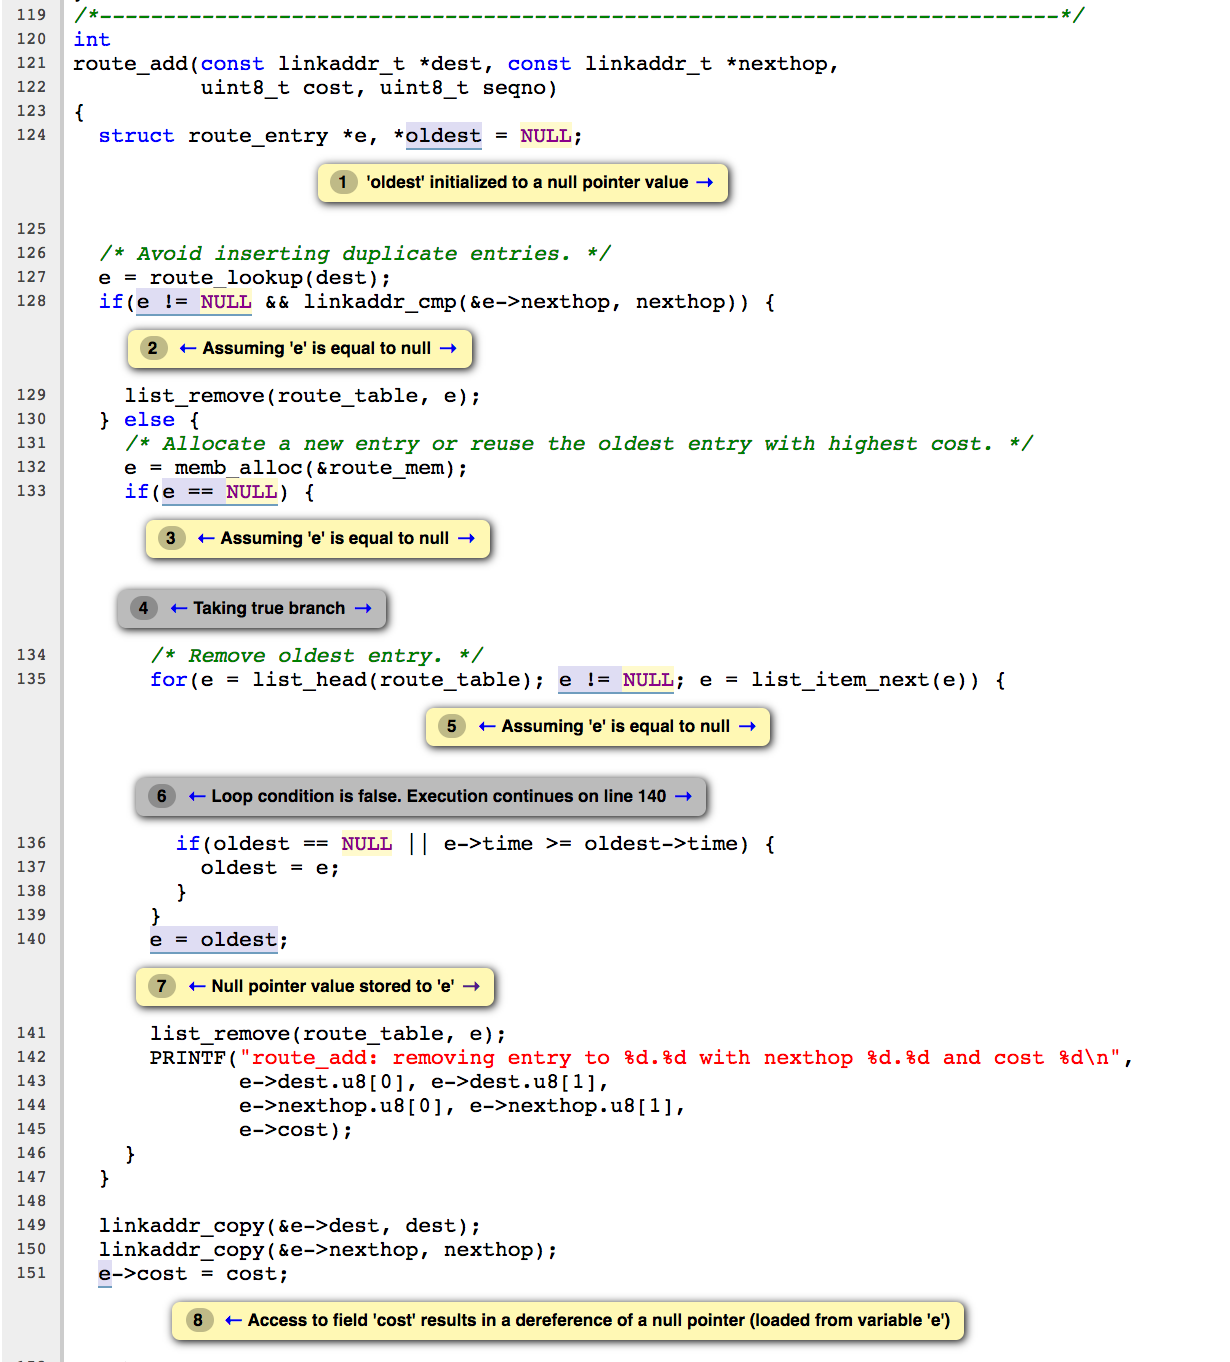 119 /*---------------------------------------------------------------------------*/
120 int
121 route_add(const linkaddr_t *dest, const linkaddr_t *nexthop,
122           uint8_t cost, uint8_t seqno)
123 {
124   struct route_entry *e, *oldest = NULL;
1 'oldest' initialized to a null pointer value →
125
126   /* Avoid inserting duplicate entries. */
127   e = route_lookup(dest);
128   if(e != NULL && linkaddr_cmp(&e->nexthop, nexthop)) {
2 ← Assuming 'e' is equal to null →
129     list_remove(route_table, e);
130   } else {
131     /* Allocate a new entry or reuse the oldest entry with highest cost. */
132     e = memb_alloc(&route_mem);
133     if(e == NULL) {
3 ← Assuming 'e' is equal to null →
4 ← Taking true branch →
134       /* Remove oldest entry. */
135       for(e = list_head(route_table); e != NULL; e = list_item_next(e)) {
5 ← Assuming 'e' is equal to null →
6 ← Loop condition is false. Execution continues on line 140 →
136         if(oldest == NULL || e->time >= oldest->time) {
137           oldest = e;
138         }
139       }
140       e = oldest;
7 ← Null pointer value stored to 'e' →
141       list_remove(route_table, e);
142       PRINTF("route_add: removing entry to %d.%d with nexthop %d.%d and cost %d\n",
143              e->dest.u8[0], e->dest.u8[1],
144              e->nexthop.u8[0], e->nexthop.u8[1],
145              e->cost);
146     }
147   }
148
149   linkaddr_copy(&e->dest, dest);
150   linkaddr_copy(&e->nexthop, nexthop);
151   e->cost = cost;
8 ← Access to field 'cost' results in a dereference of a null pointer (loaded from variable 'e')